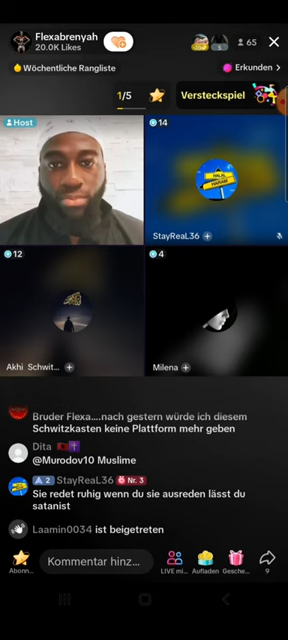 Flexabrenyah
20.0K Likes
65
Wöchentliche Rangliste
Erkunden >
1/5
Versteckspiel
Host
14
StayReaL36
12
Akhi Schwit...
4
Milena
Bruder Flexa....nach gestern würde ich diesem
Schwitzkasten keine Plattform mehr geben
Dita
@Murodov10 Muslime
2 StayReaL36 Nr. 3
Sie redet ruhig wenn du sie ausreden lässt du
satanist
Laamin0034 ist beigetreten
Kommentar hinz...
Abonn...
LIVE mi...
Aufladen
Gesche...
9